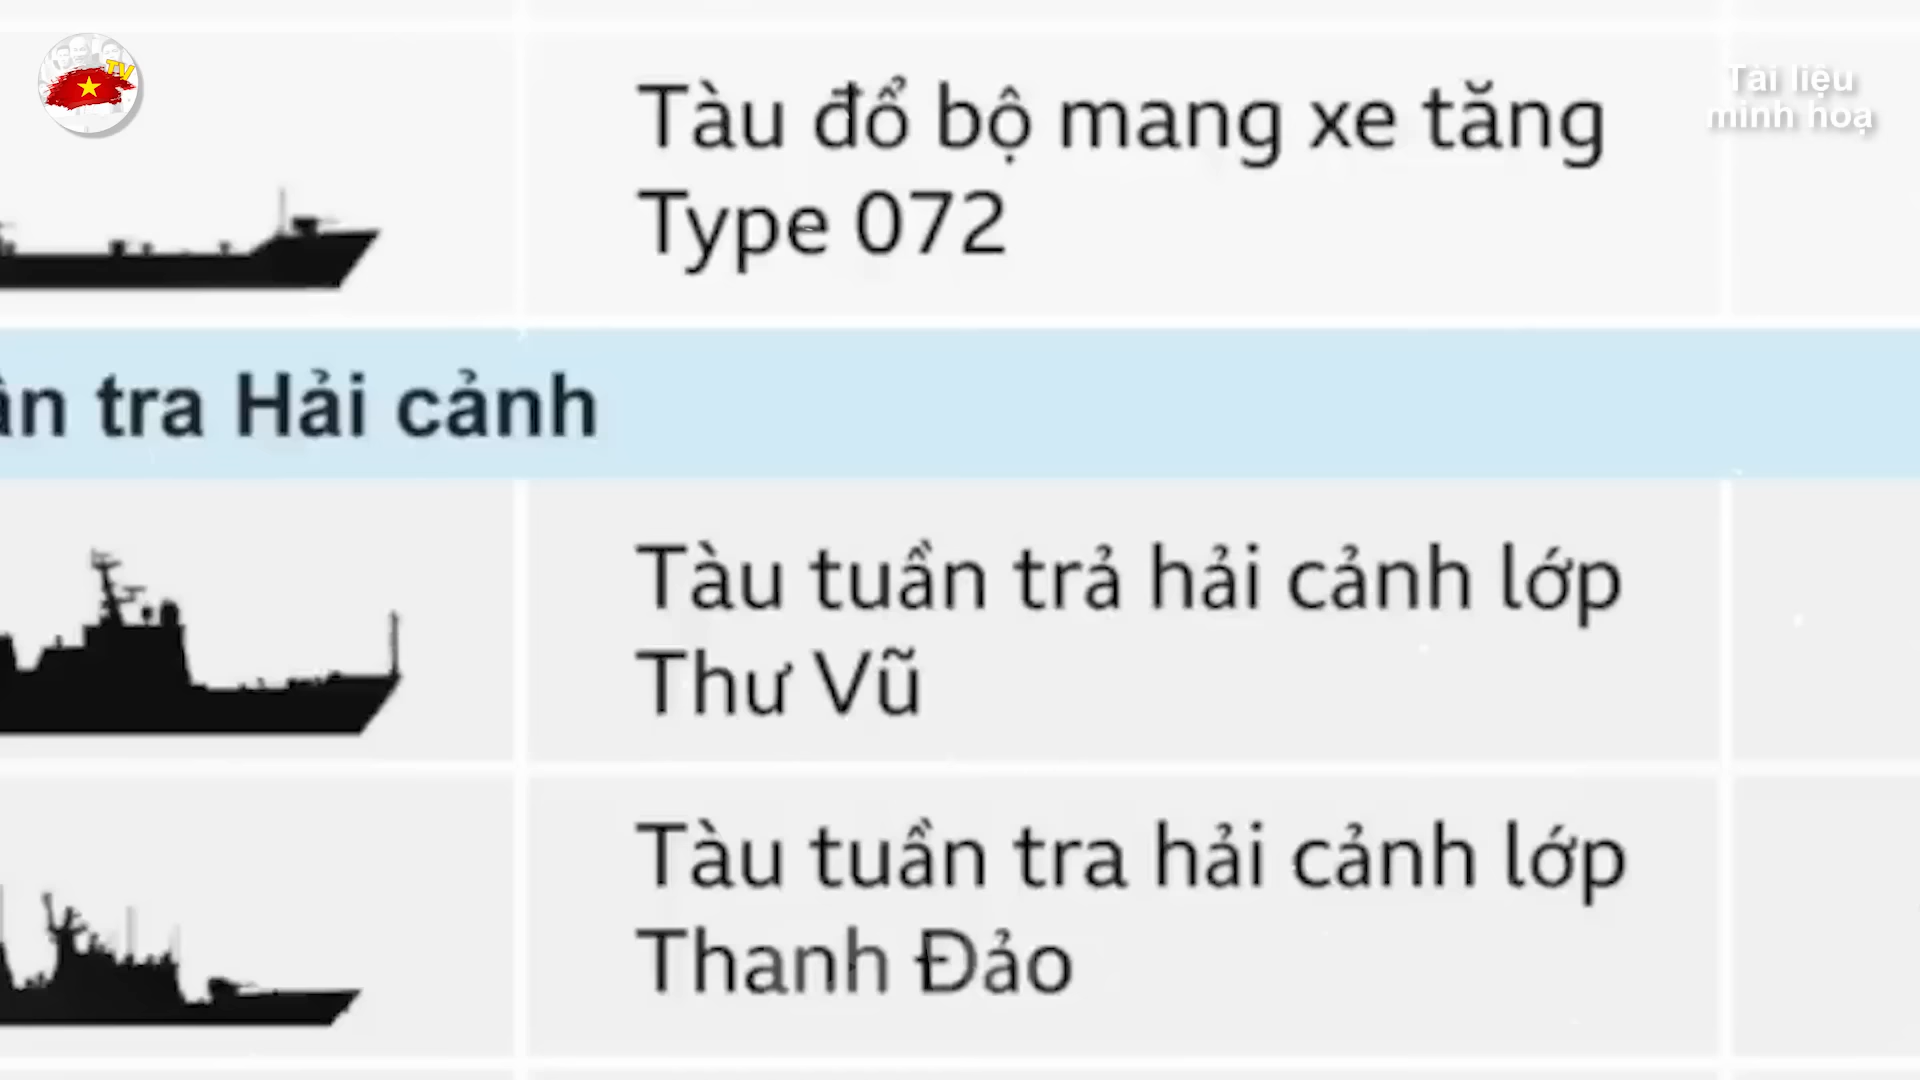 TV
Tài liệu
minh hoạ
Tàu đổ bộ mang xe tăng
Type 072
ần tra Hải cảnh
Tàu tuần trả hải cảnh lớp
Thư Vũ
Tàu tuần tra hải cảnh lớp
Thanh Đảo